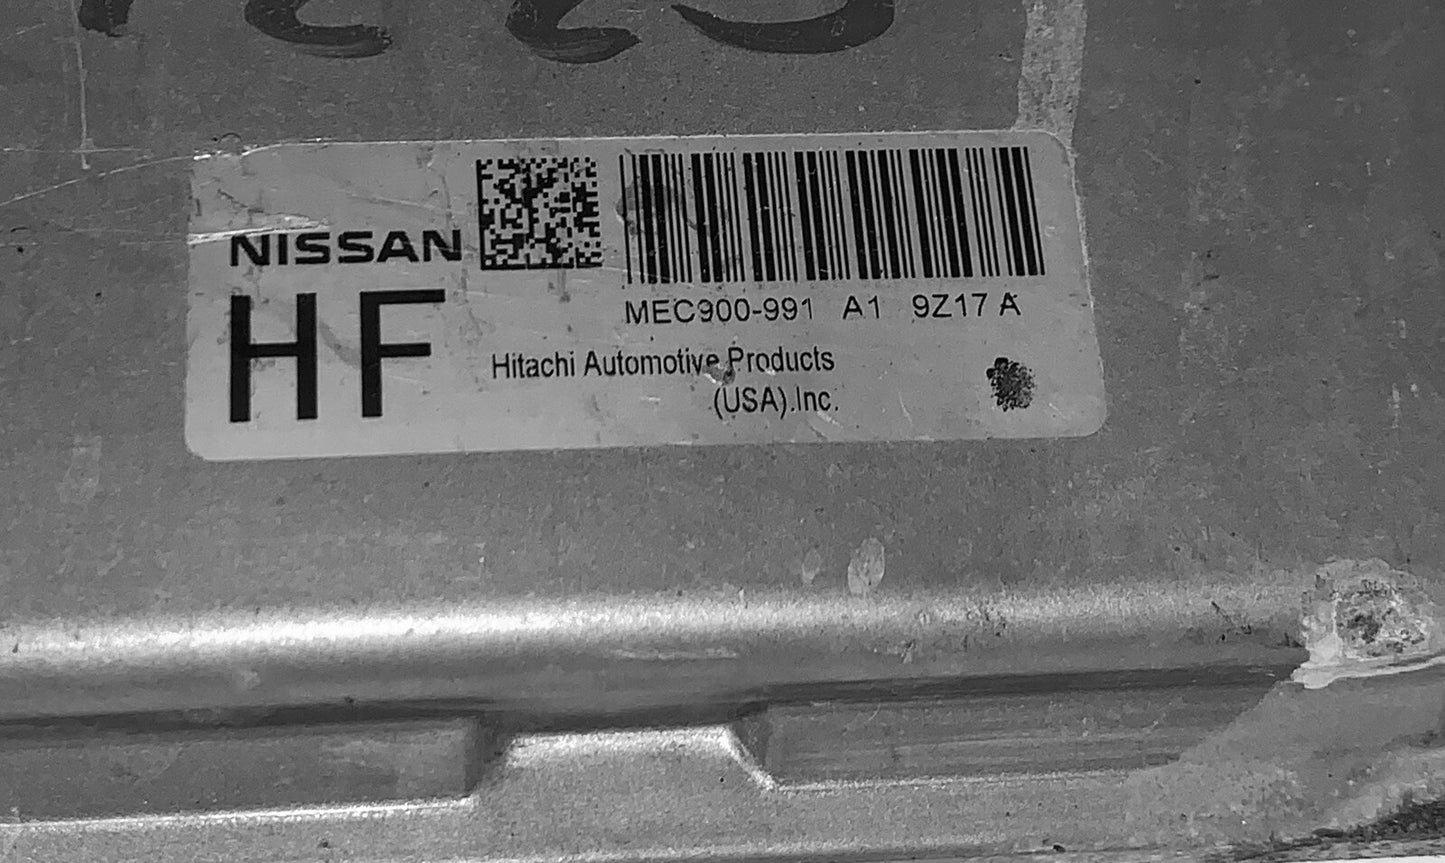 NISSAN
HF
MEC900-991 A1 9Z17 A
Hitachi Automotive Products
(USA).Inc.